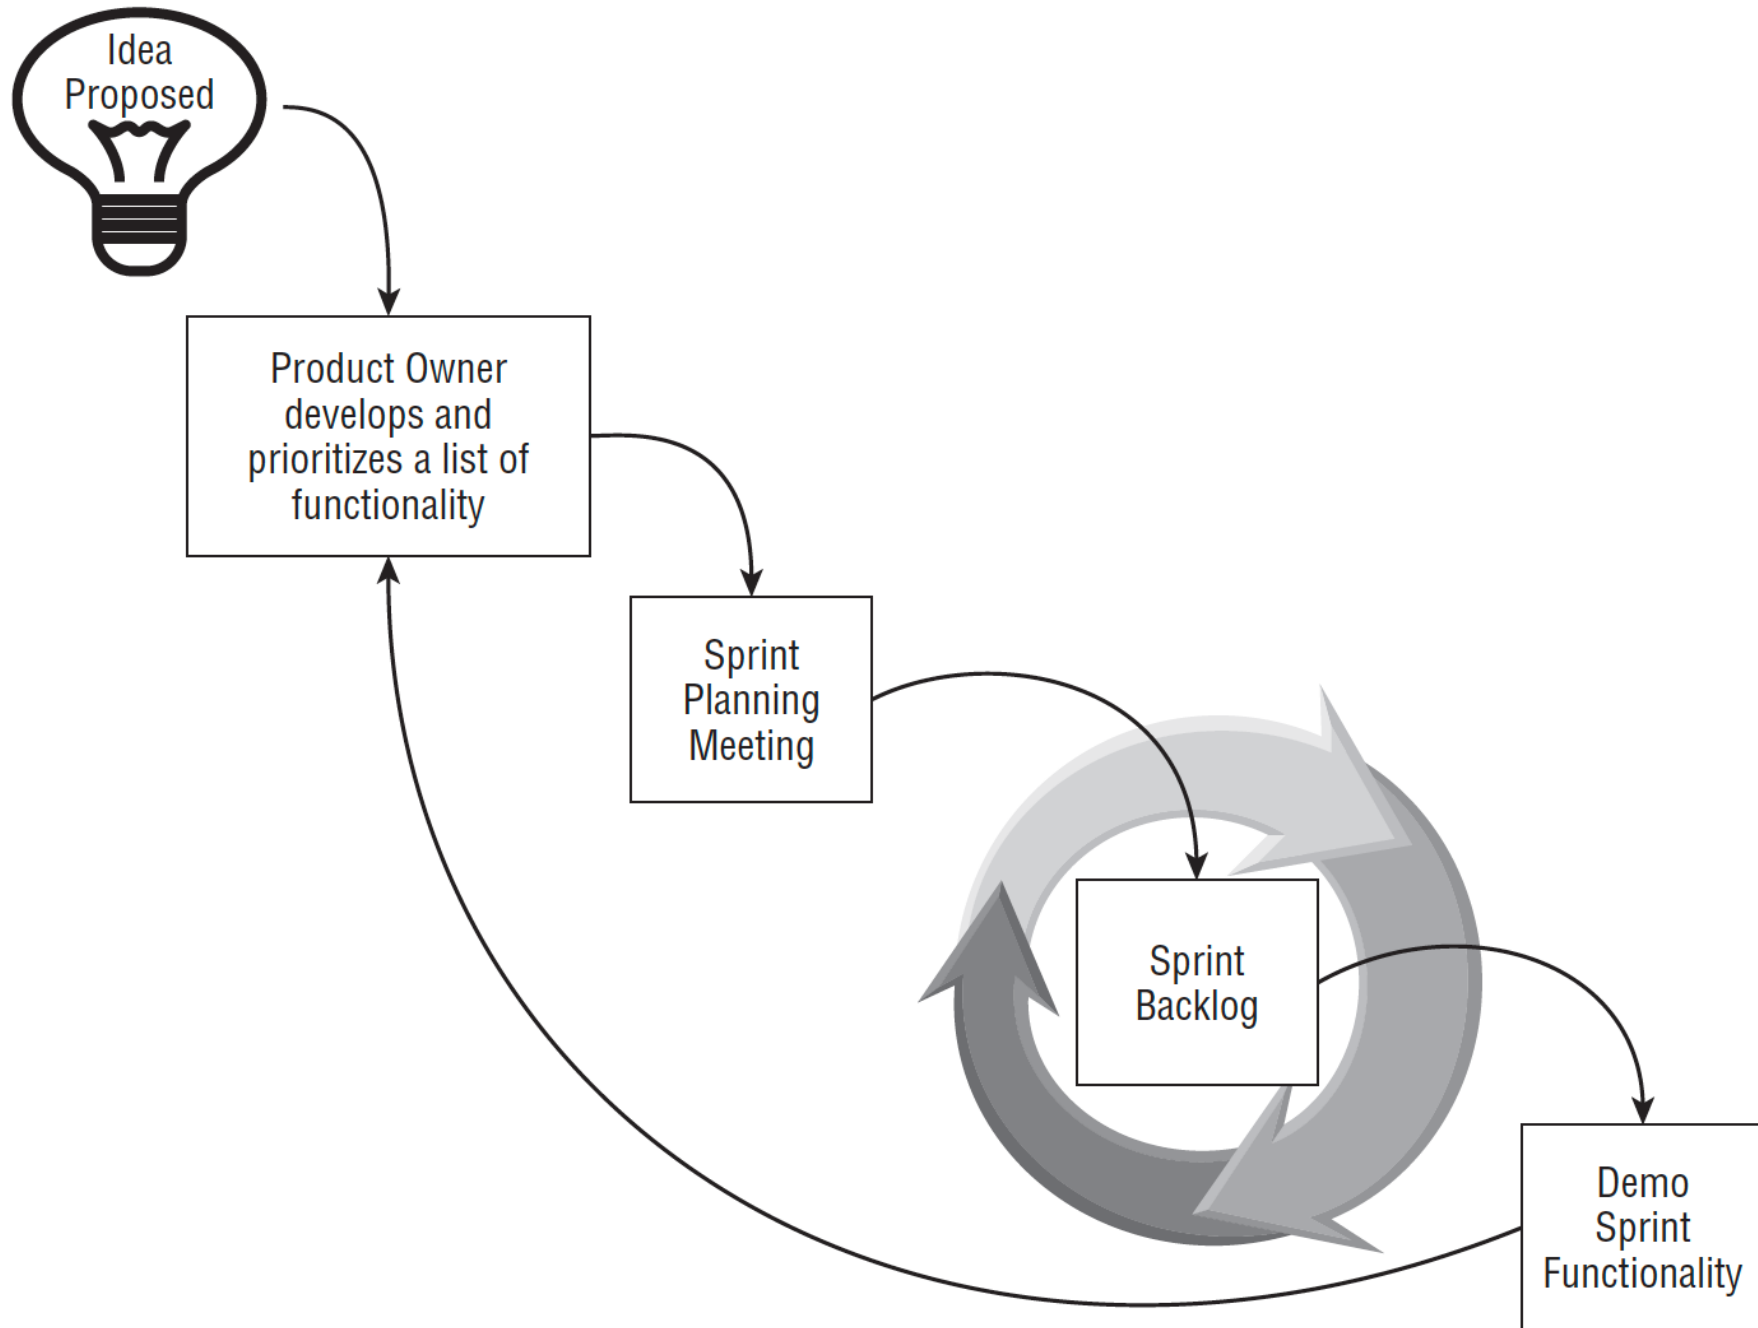 Idea
Proposed
Product Owner
develops and
prioritizes a list of
functionality
Sprint
Planning
Meeting
Sprint
Backlog
Demo
Sprint
Functionality